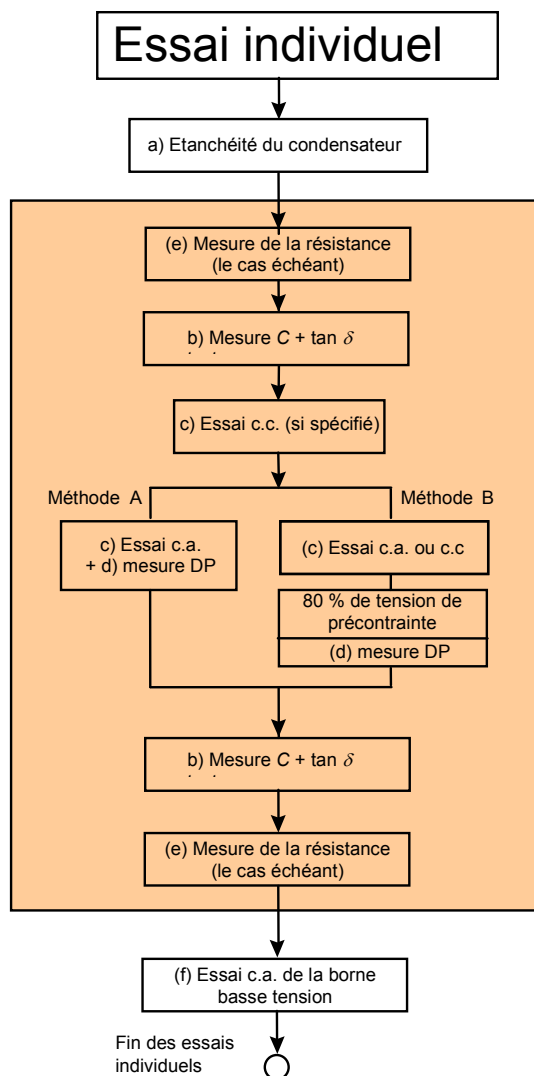 Essai individuel
a) Etanchéité du condensateur
(e) Mesure de la résistance
(le cas échéant)
b) Mesure C + tan δ
c) Essai c.c. (si spécifié)
Méthode A
Méthode B
c) Essai c.a.
+ d) mesure DP
(c) Essai c.a. ou c.c
80 % de tension de
précontrainte
(d) mesure DP
b) Mesure C + tan δ
(e) Mesure de la résistance
(le cas échéant)
(f) Essai c.a. de la borne
basse tension
Fin des essais
individuels